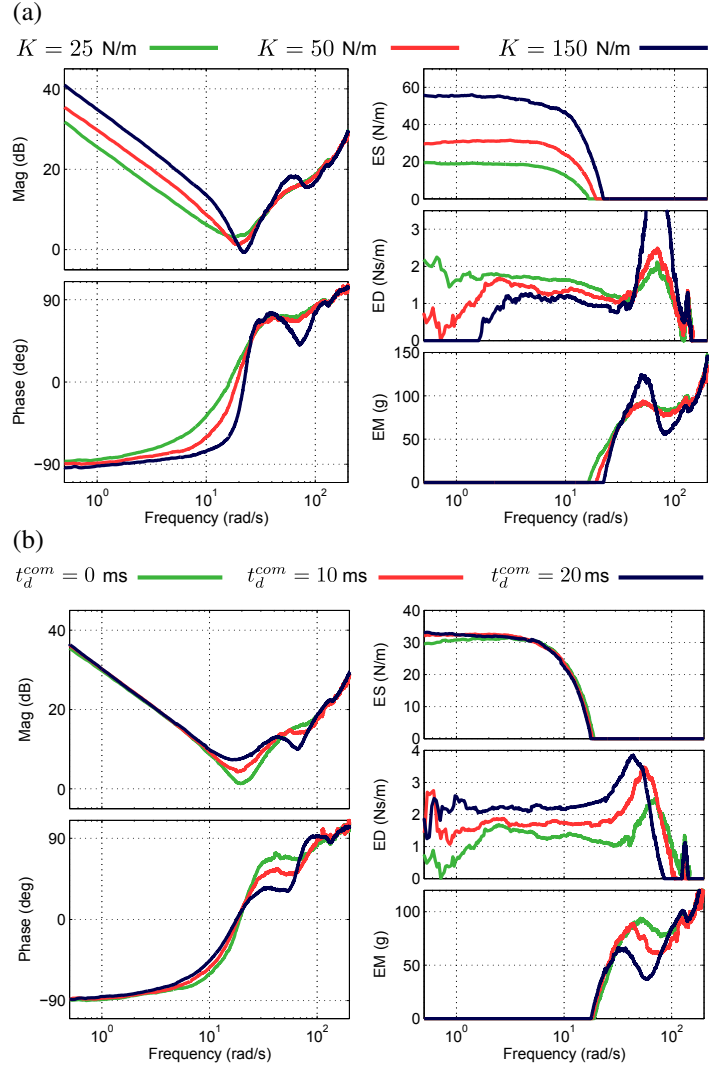 (a)
K = 25 N/m K = 50 N/m K = 150 N/m
40
20
0
Mag (dB)
90
0
−90
Phase (deg)
10^0 10^1 10^2
Frequency (rad/s)
60
40
20
0
ES (N/m)
3
2
1
0
ED (Ns/m)
150
100
50
0
EM (g)
10^0 10^1 10^2
Frequency (rad/s)
(b)
t_d^{com} = 0 ms t_d^{com} = 10 ms t_d^{com} = 20 ms
40
20
0
Mag (dB)
90
0
−90
Phase (deg)
10^0 10^1 10^2
Frequency (rad/s)
40
30
20
10
0
ES (N/m)
4
3
2
1
0
ED (Ns/m)
100
50
0
EM (g)
10^0 10^1 10^2
Frequency (rad/s)